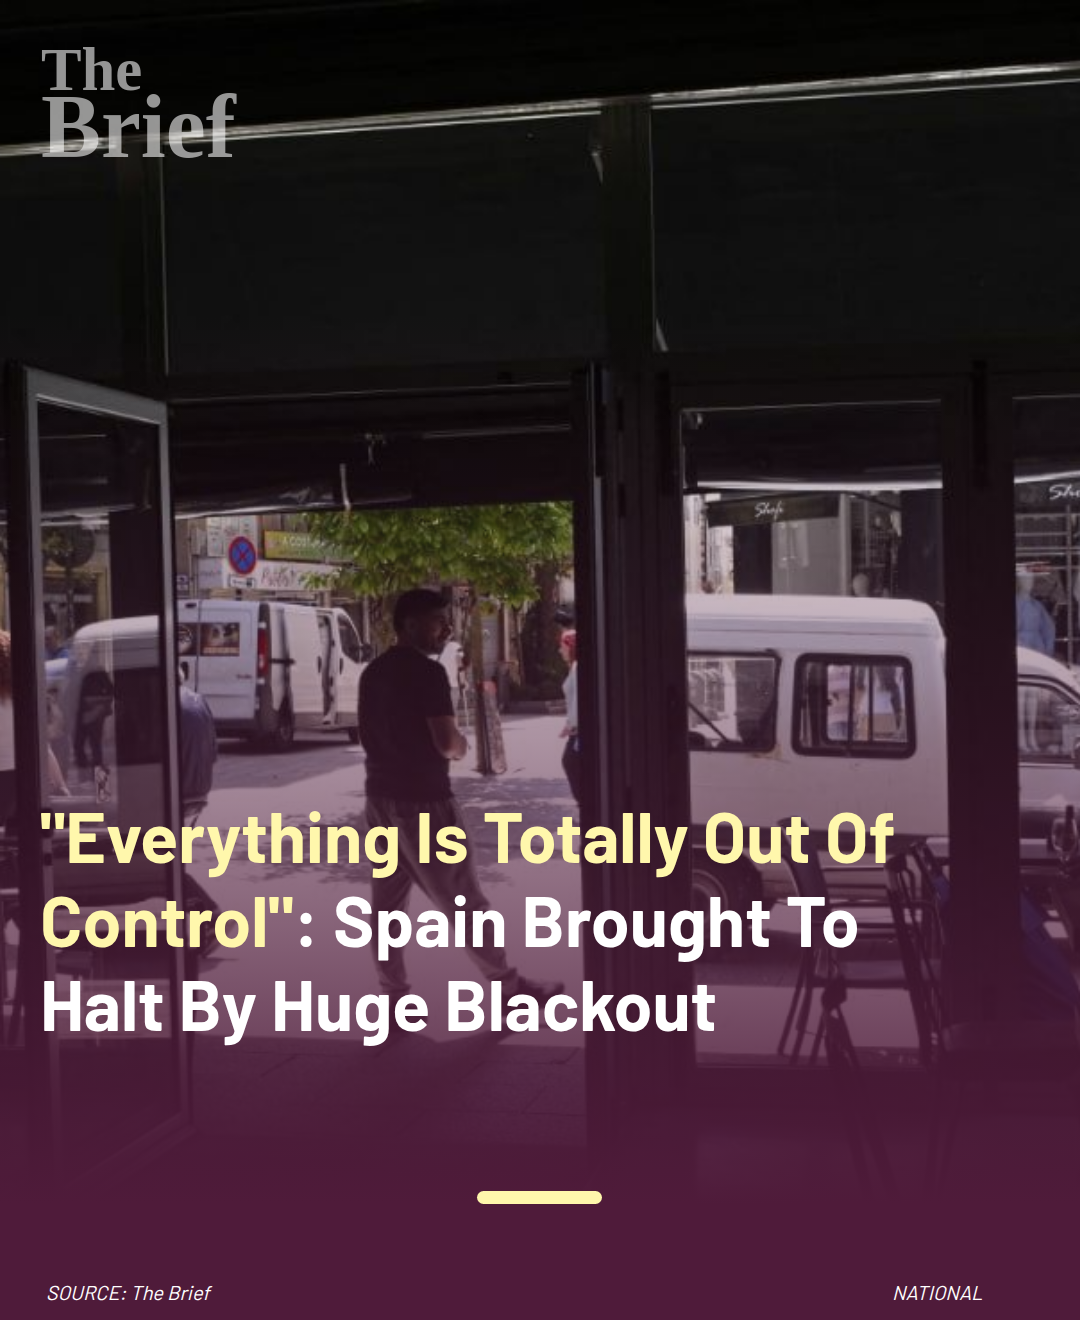 The
Brief
Shefi
"Everything Is Totally Out Of
Control": Spain Brought To
Halt By Huge Blackout
SOURCE: The Brief
NATIONAL